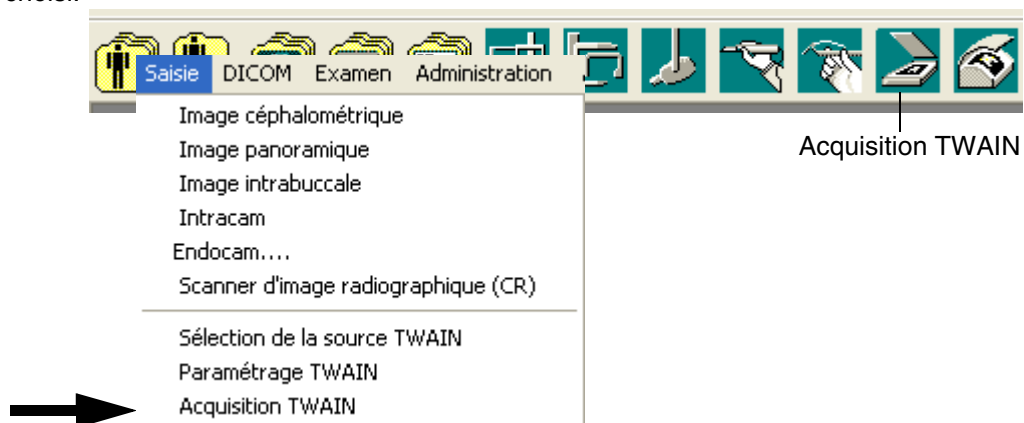 Saisie DICOM Examen Administration
Image céphalométrique
Image panoramique
Image intrabuccale
Intracam
Endocam....
Scanner d'image radiographique (CR)
Sélection de la source TWAIN
Paramétrage TWAIN
Acquisition TWAIN
Acquisition TWAIN